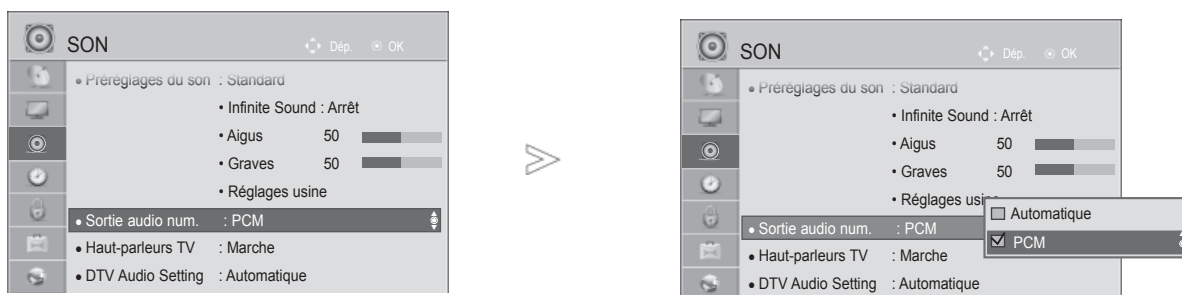 SON
Dép. OK
• Préréglages du son : Standard
• Infinite Sound : Arrêt
• Aigus 50
• Graves 50
• Réglages usine
• Sortie audio num. : PCM
• Haut-parleurs TV : Marche
• DTV Audio Setting : Automatique
SON
Dép. OK
• Préréglages du son : Standard
• Infinite Sound : Arrêt
• Aigus 50
• Graves 50
• Réglages usine
• Sortie audio num. : PCM
• Haut-parleurs TV : Marche
• DTV Audio Setting : Automatique
Automatique
PCM